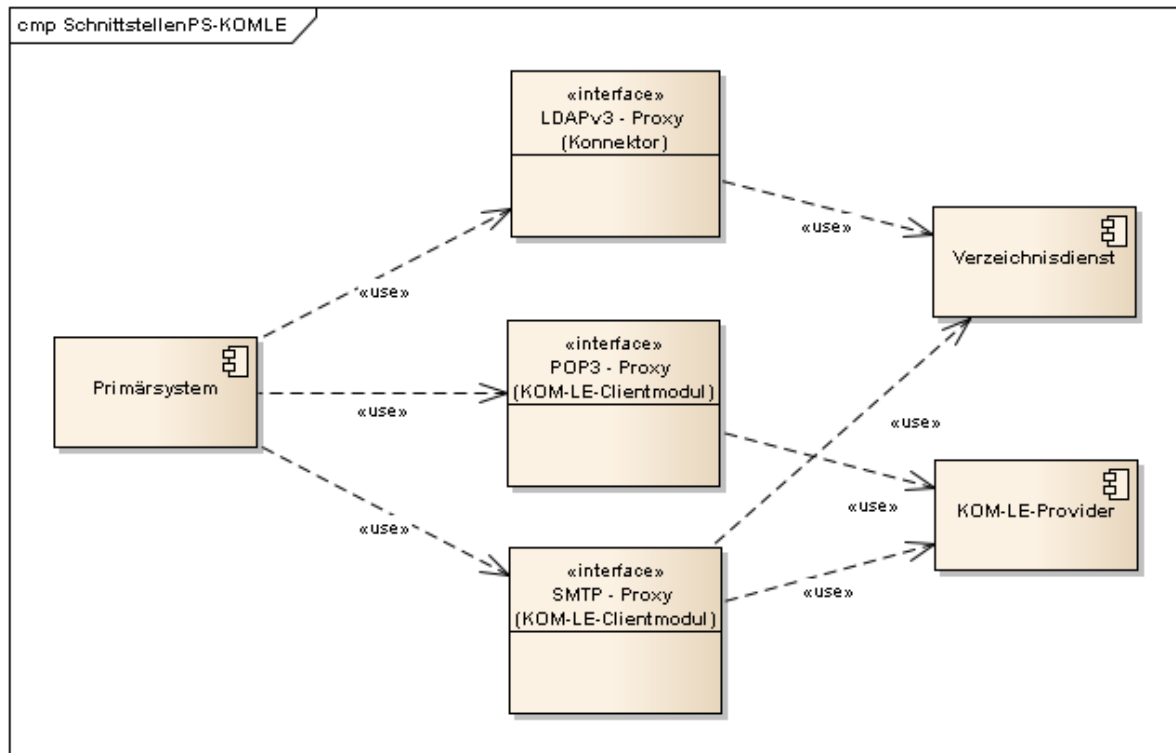 cmp SchnittstellenPS-KOMLE
«interface»
LDAPv3 - Proxy
(Konnektor)
«use»
Verzeichnisdienst
«use»
«interface»
POP3 - Proxy
(KOM-LE-Clientmodul)
Primärsystem
«use»
«use»
«use»
KOM-LE-Provider
«use»
«interface»
SMTP - Proxy
(KOM-LE-Clientmodul)
«use»